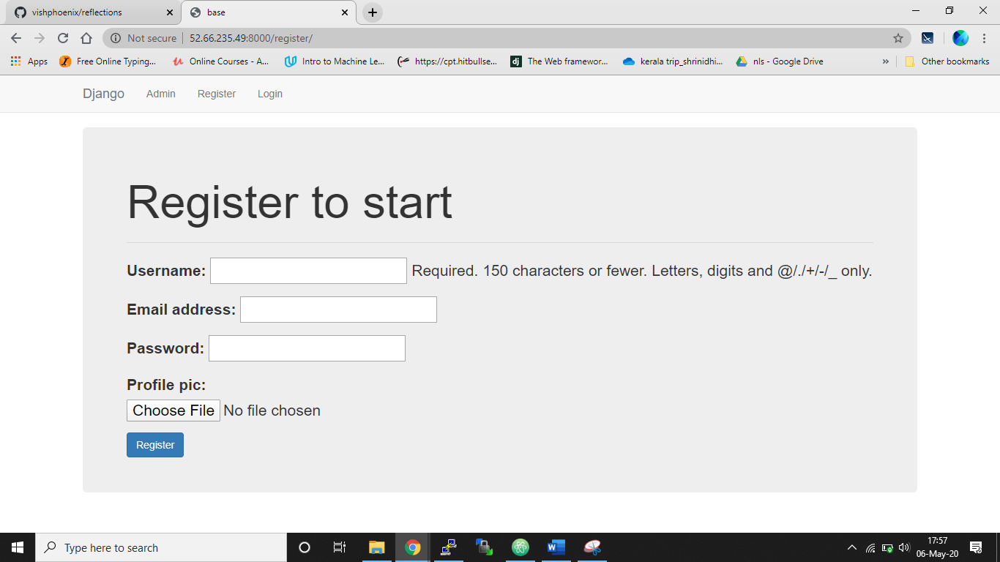 vishphoenix/reflections
base
Not secure
52.66.235.49:8000/register/
Apps
Free Online Typing...
Online Courses - A...
Intro to Machine Le...
https://cpt.hitbullse...
dj
The Web framewor...
kerala trip_shrinidhi...
nls - Google Drive
»
Other bookmarks
Django Admin Register Login
Register to start
Username: Required. 150 characters or fewer. Letters, digits and @/./+/-/_ only.
Email address:
Password:
Profile pic:
Choose File No file chosen
Register
Type here to search
17:57
06-May-20